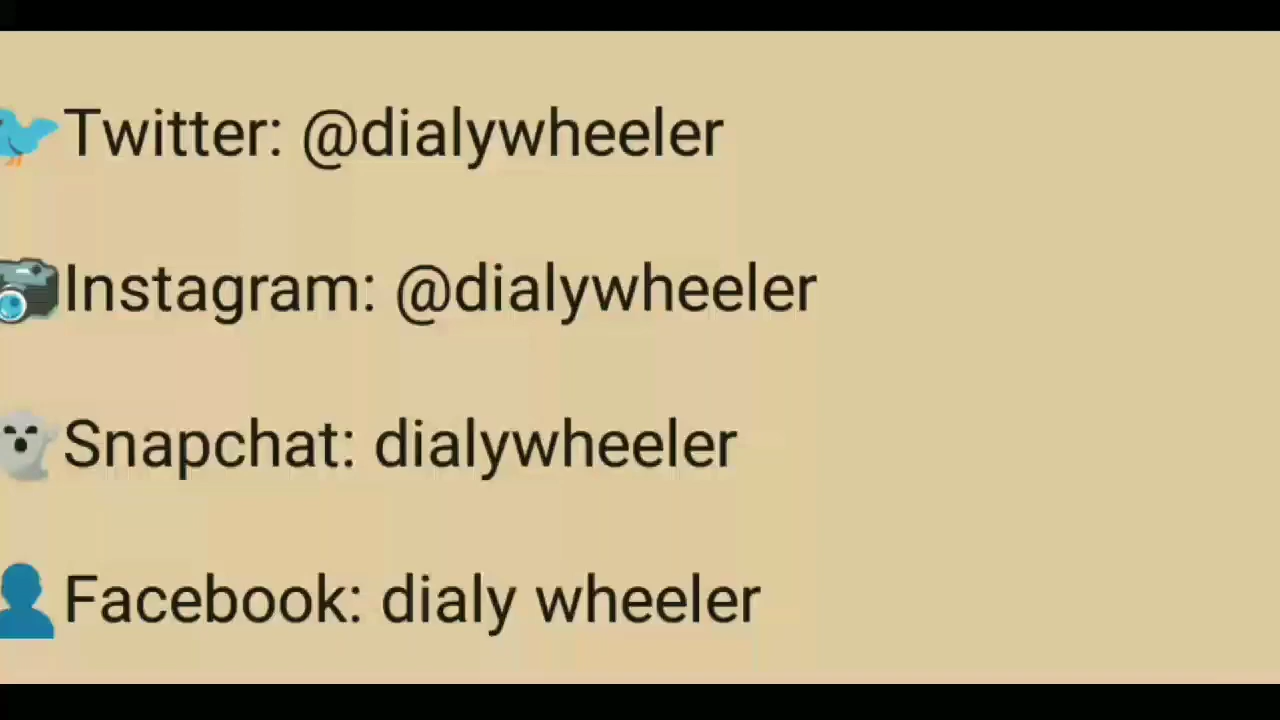 🐦Twitter: @dialywheeler
📷Instagram: @dialywheeler
👻Snapchat: dialywheeler
👤Facebook: dialy wheeler